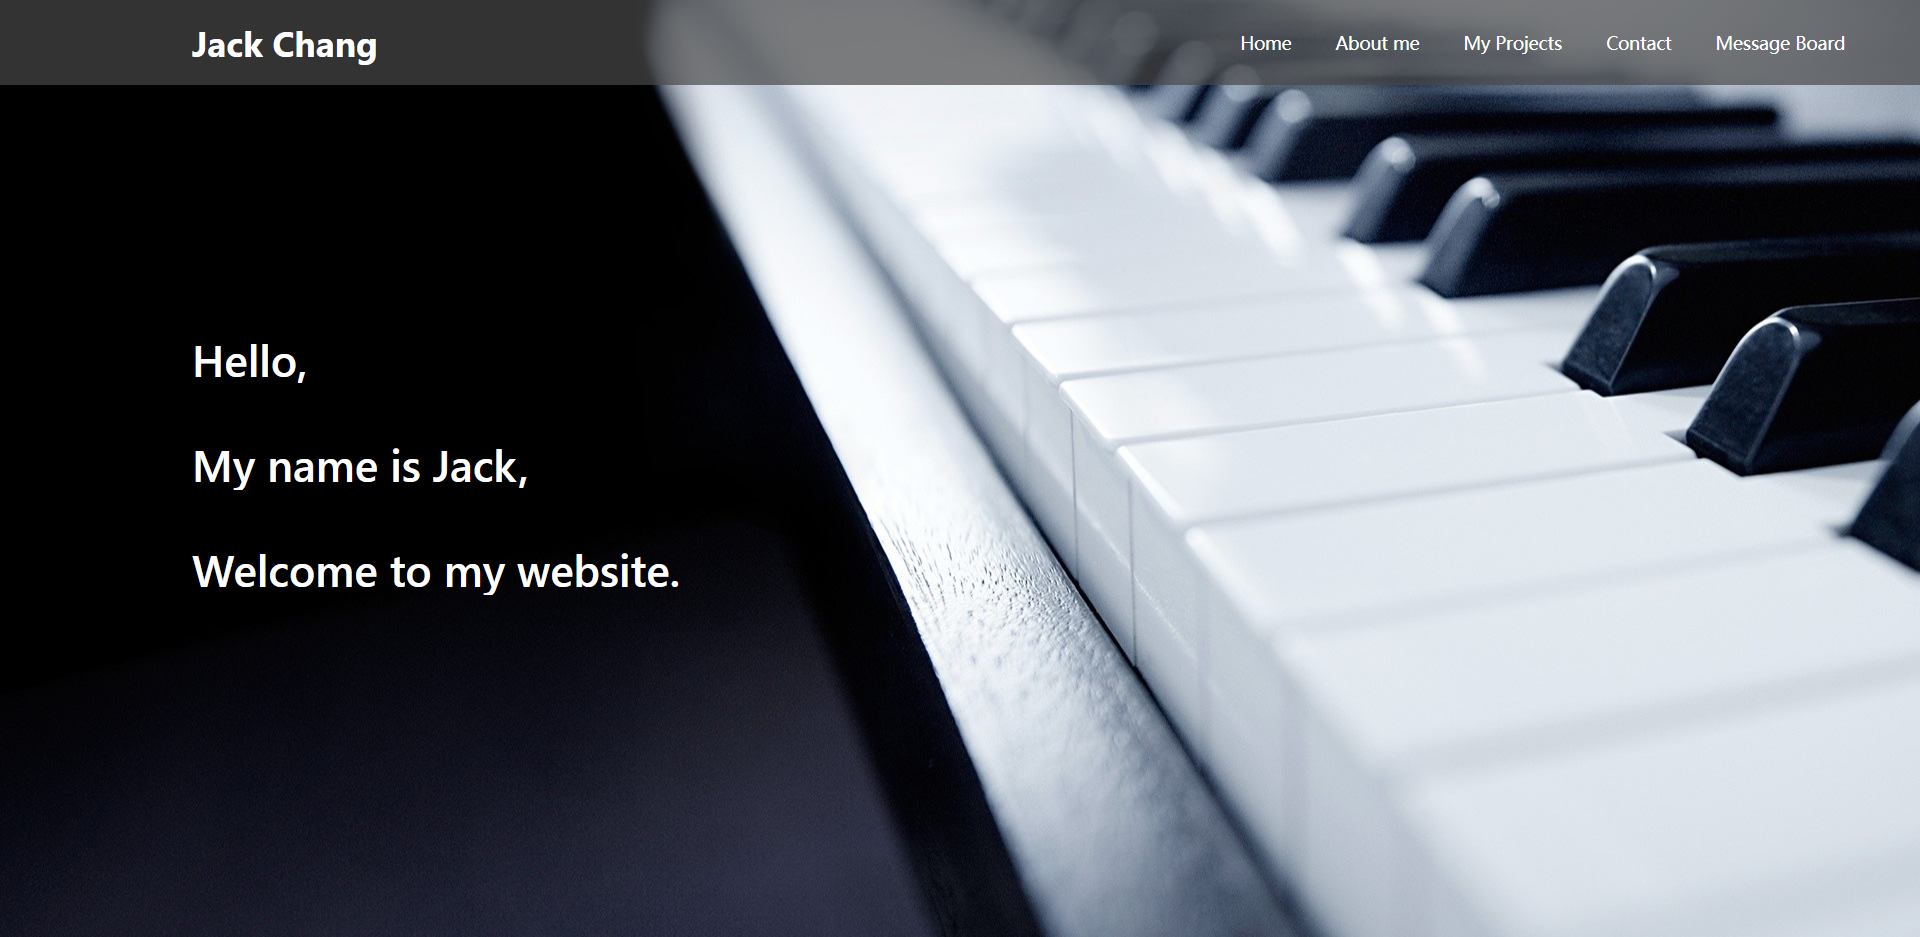 Jack Chang
Home About me My Projects Contact Message Board
Hello,
My name is Jack,
Welcome to my website.